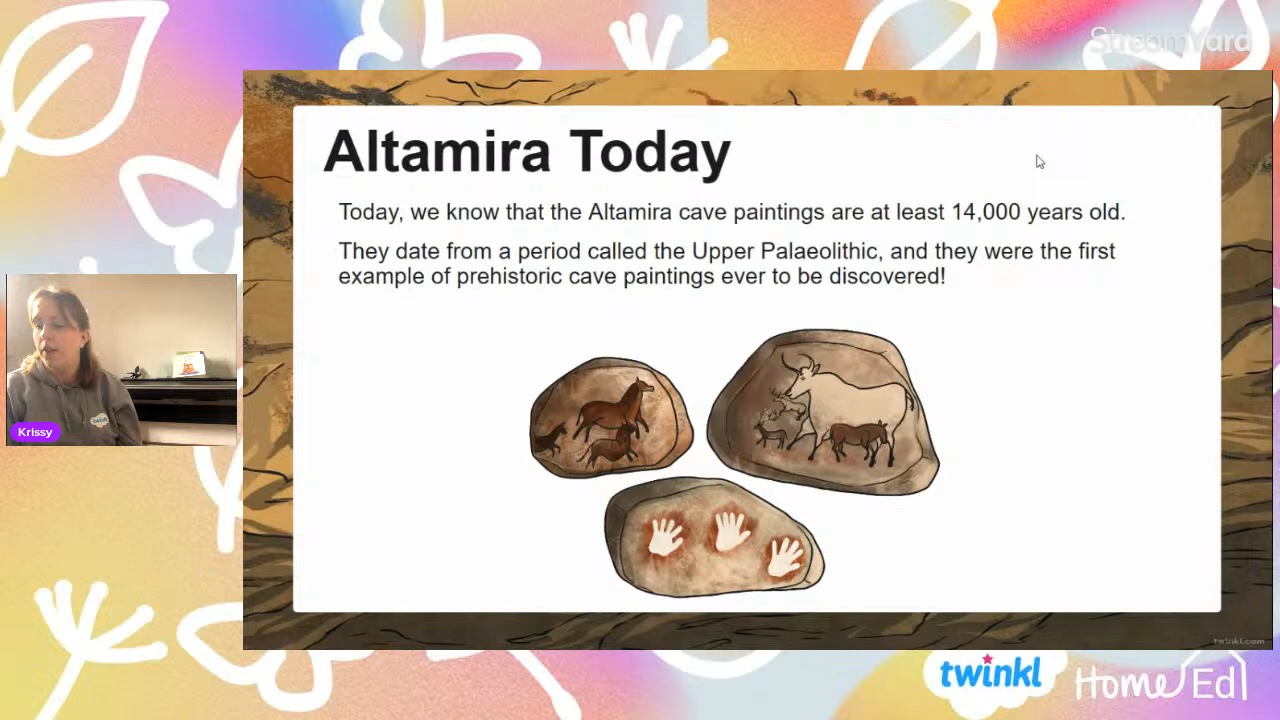 StreamYard
Altamira Today
Today, we know that the Altamira cave paintings are at least 14,000 years old.
They date from a period called the Upper Palaeolithic, and they were the first
example of prehistoric cave paintings ever to be discovered!
Krissy
twinkl.com
twinkl Home Ed